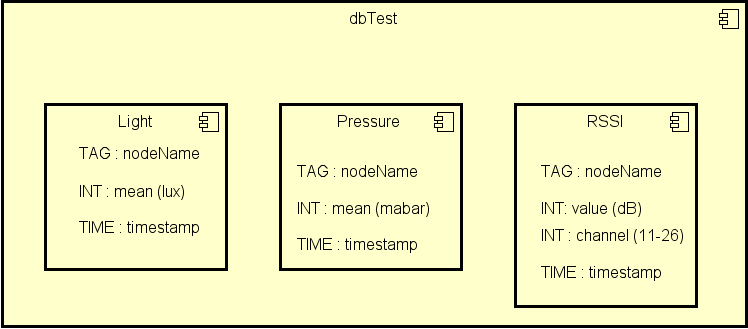 dbTest
Light
TAG : nodeName
INT : mean (lux)
TIME : timestamp
Pressure
TAG : nodeName
INT : mean (mabar)
TIME : timestamp
RSSI
TAG : nodeName
INT: value (dB)
INT : channel (11-26)
TIME : timestamp